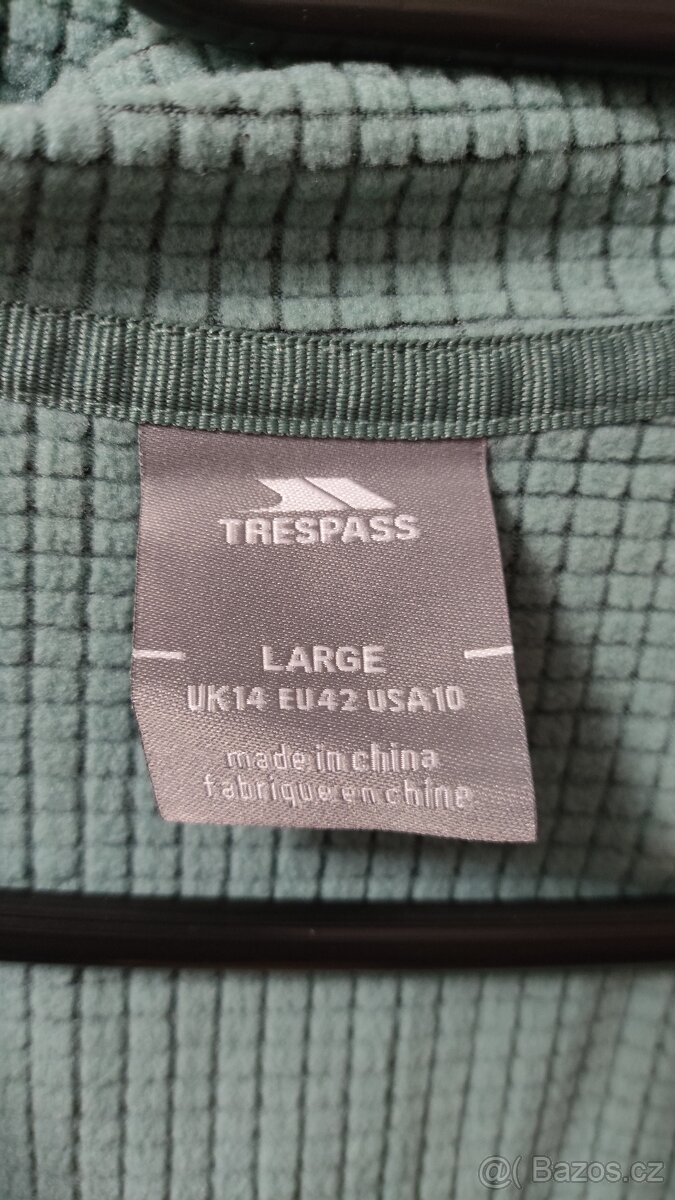 TRESPASS
LARGE
UK14 EU42 USA10
made in china
fabrique en chine
@ Bazos.cz